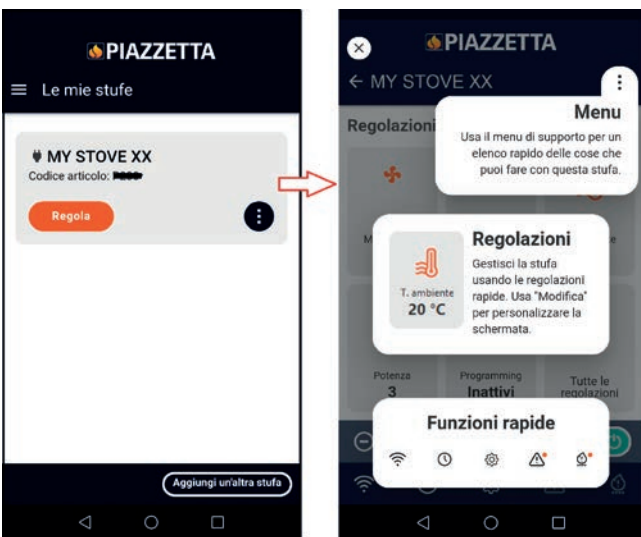 PIAZZETTA
Le mie stufe
MY STOVE XX
Codice articolo:
Regola
Aggiungi un'altra stufa
PIAZZETTA
MY STOVE XX
Regolazioni
Menu
Usa il menu di supporto per un
elenco rapido delle cose che
puoi fare con questa stufa.
Regolazioni
Gestisci la stufa
usando le regolazioni
rapide. Usa "Modifica"
per personalizzare la
schermata.
T. ambiente
20 °C
Potenza
3
Programming
Inattivi
Tutte le
regolazioni
Funzioni rapide